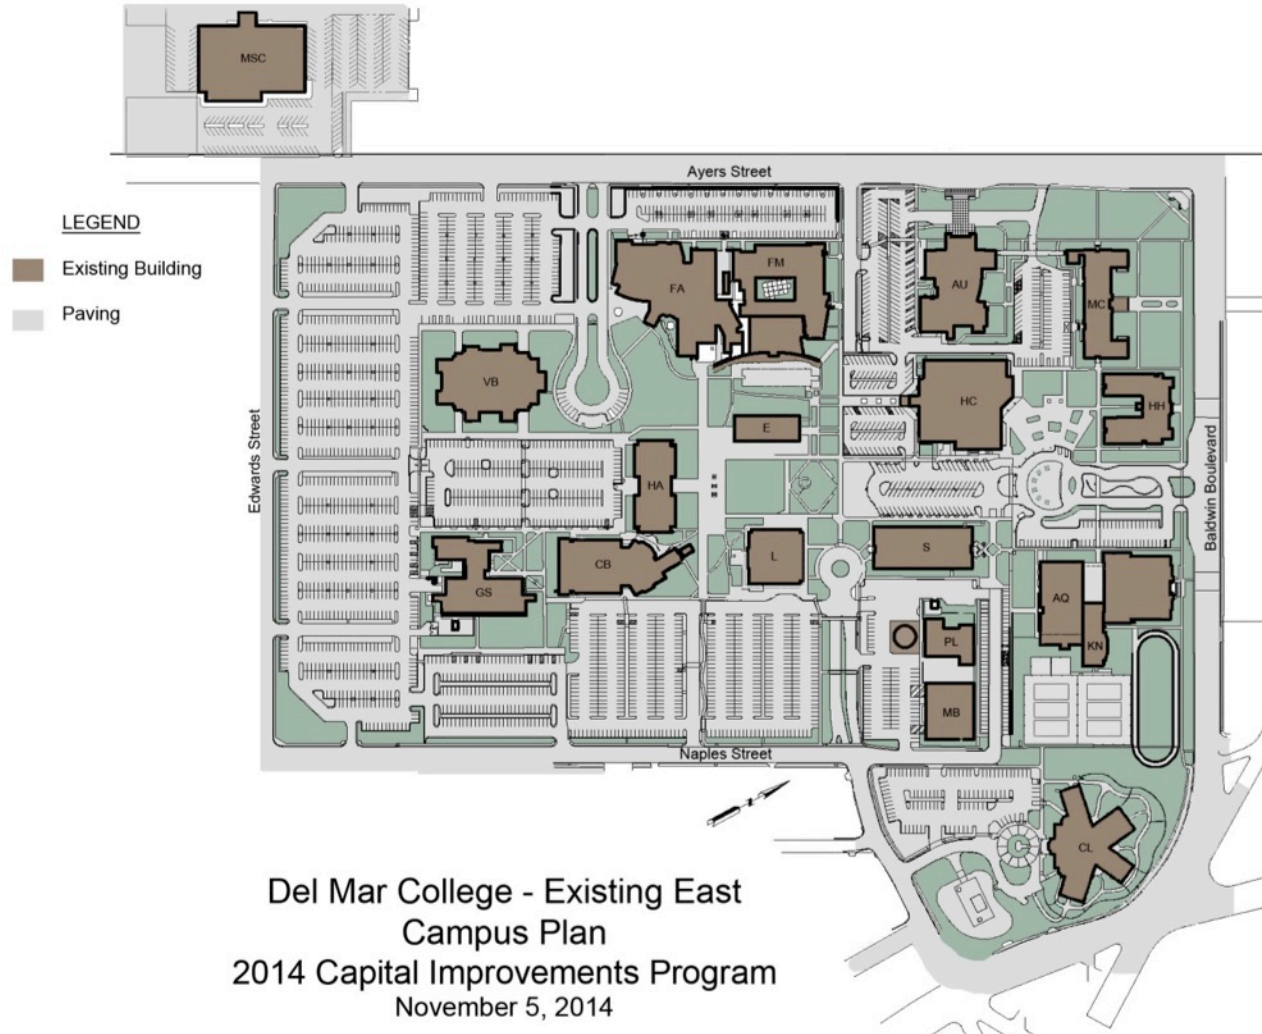 MSC
Ayers Street
LEGEND
Existing Building
Paving
FA
FM
AU
MC
VB
E
HC
HH
Edwards Street
Baldwin Boulevard
HA
CB
L
S
GS
AQ
KN
PL
MB
Naples Street
N
CL
Del Mar College - Existing East
Campus Plan
2014 Capital Improvements Program
November 5, 2014